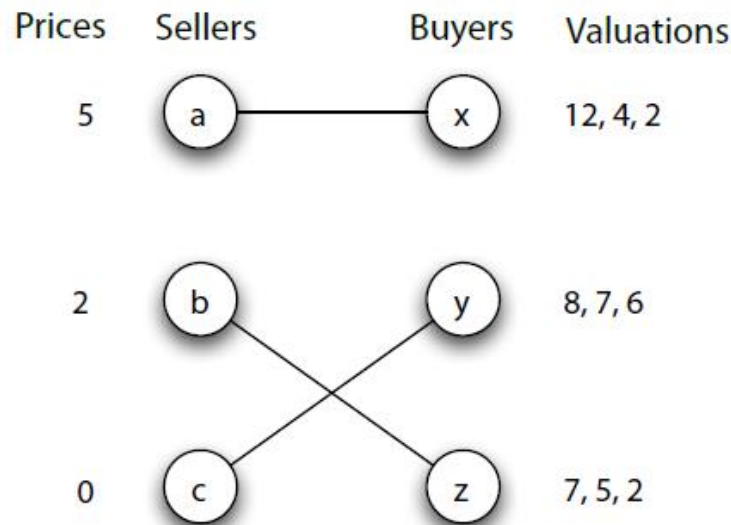 Prices Sellers Buyers Valuations
5 a x 12, 4, 2
2 b y 8, 7, 6
0 c z 7, 5, 2